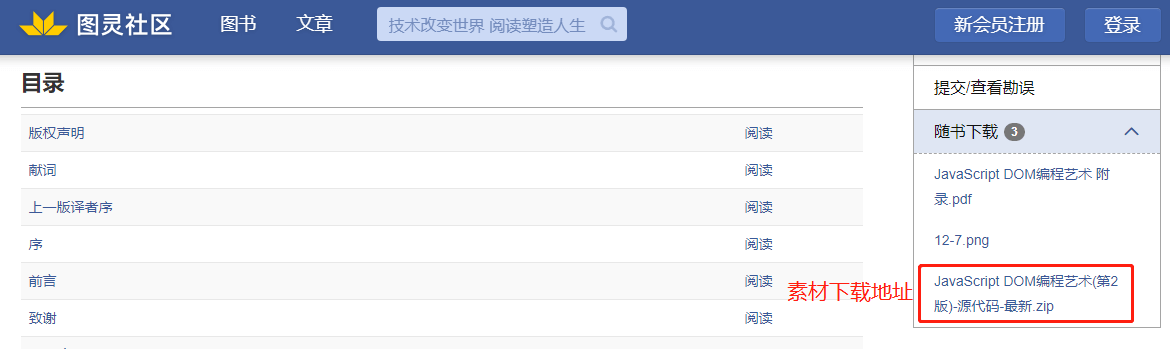 图灵社区 图书 文章 技术改变世界 阅读塑造人生 新会员注册 登录
目录
版权声明 阅读
献词 阅读
上一版译者序 阅读
序 阅读
前言 阅读
致谢 阅读
提交/查看勘误
随书下载 3
JavaScript DOM编程艺术 附
录.pdf
12-7.png
素材下载地址
JavaScript DOM编程艺术(第2
版)-源代码-最新.zip